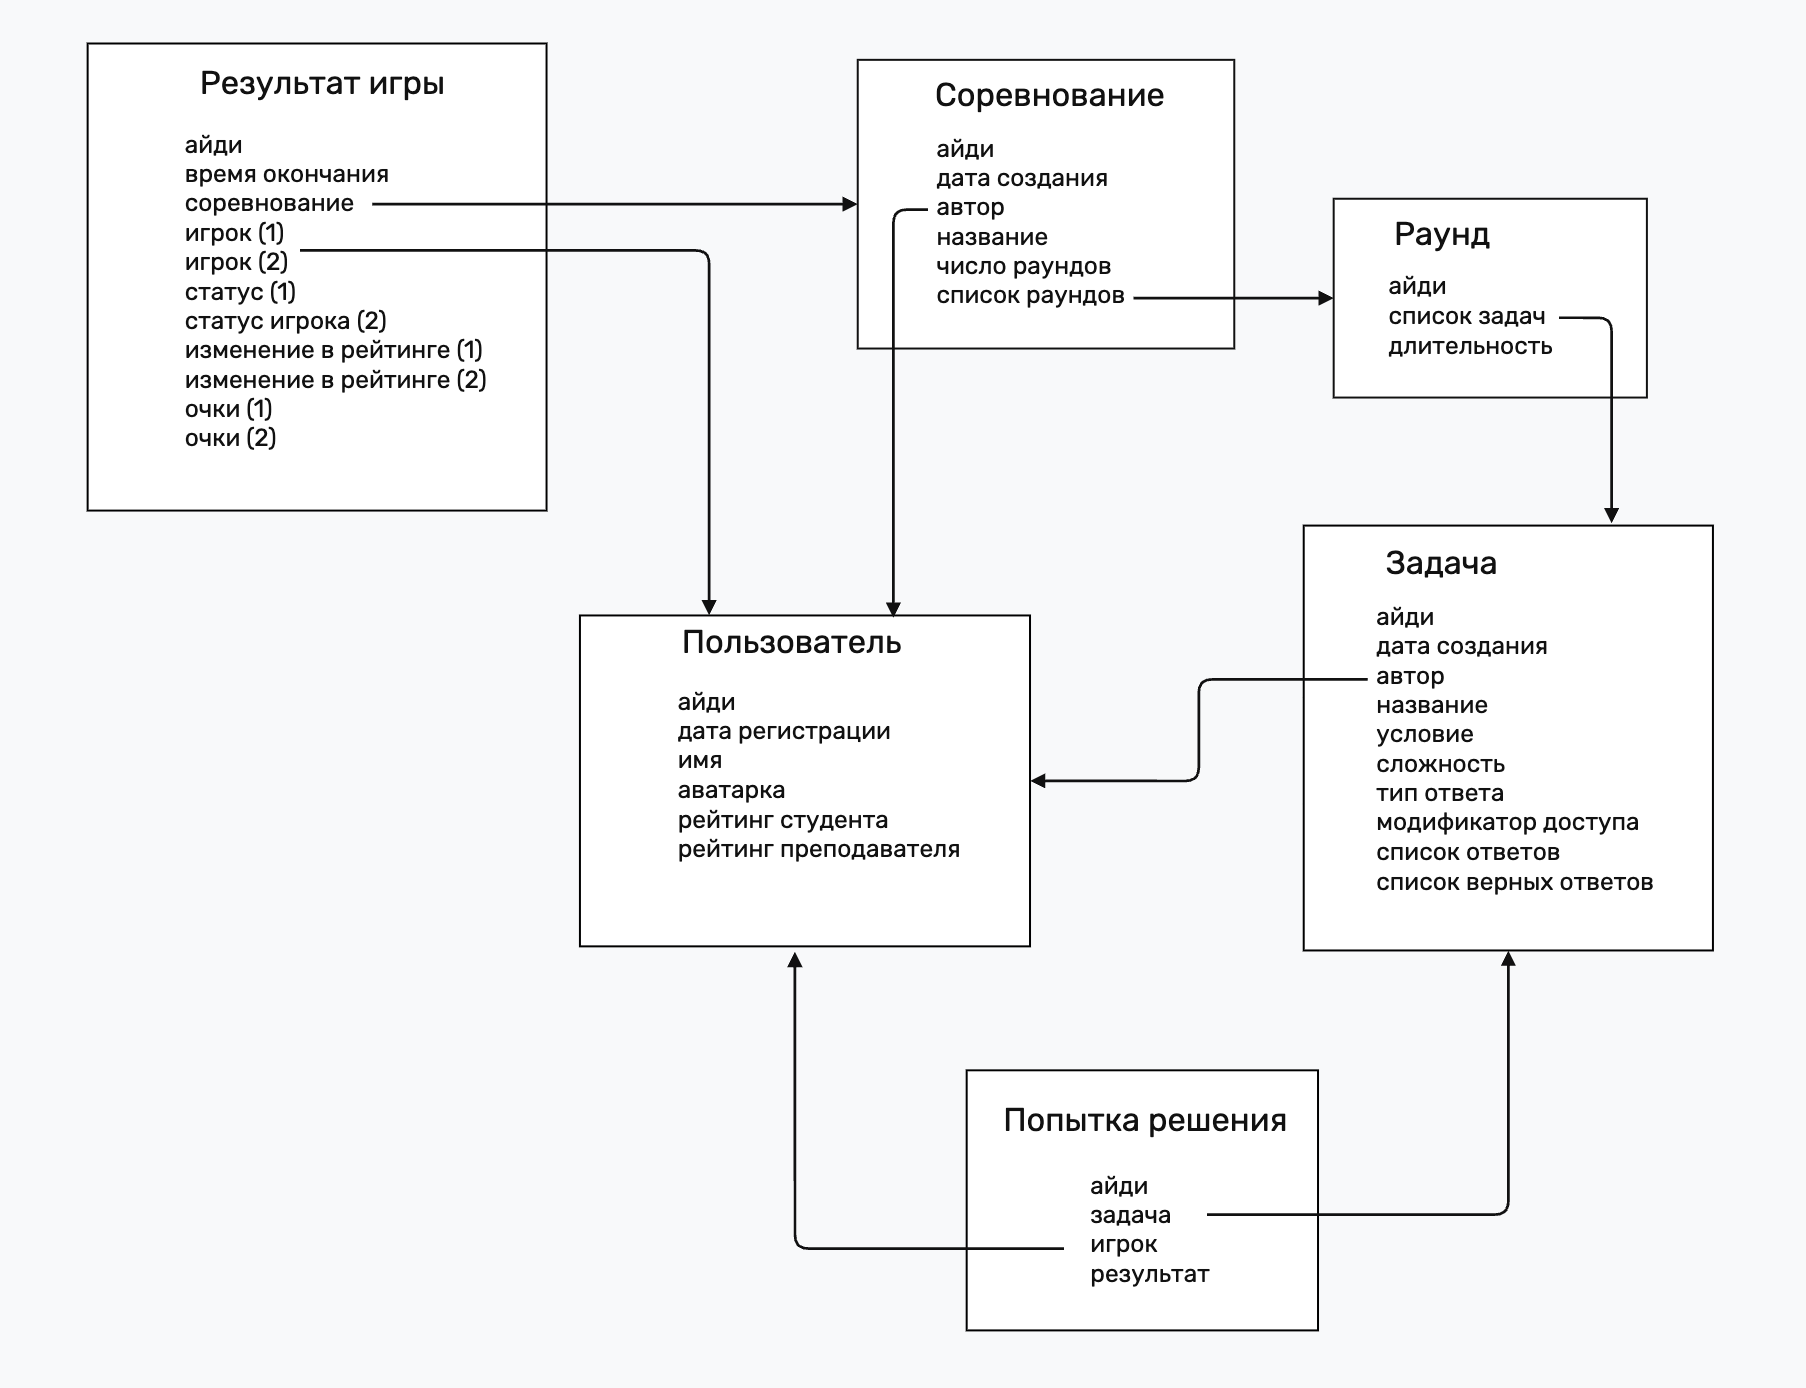 Результат игры
айди
время окончания
соревнование
игрок (1)
игрок (2)
статус (1)
статус игрока (2)
изменение в рейтинге (1)
изменение в рейтинге (2)
очки (1)
очки (2)
Соревнование
айди
дата создания
автор
название
число раундов
список раундов
Раунд
айди
список задач
длительность
Пользователь
айди
дата регистрации
имя
аватарка
рейтинг студента
рейтинг преподавателя
Задача
айди
дата создания
автор
название
условие
сложность
тип ответа
модификатор доступа
список ответов
список верных ответов
Попытка решения
айди
задача
игрок
результат